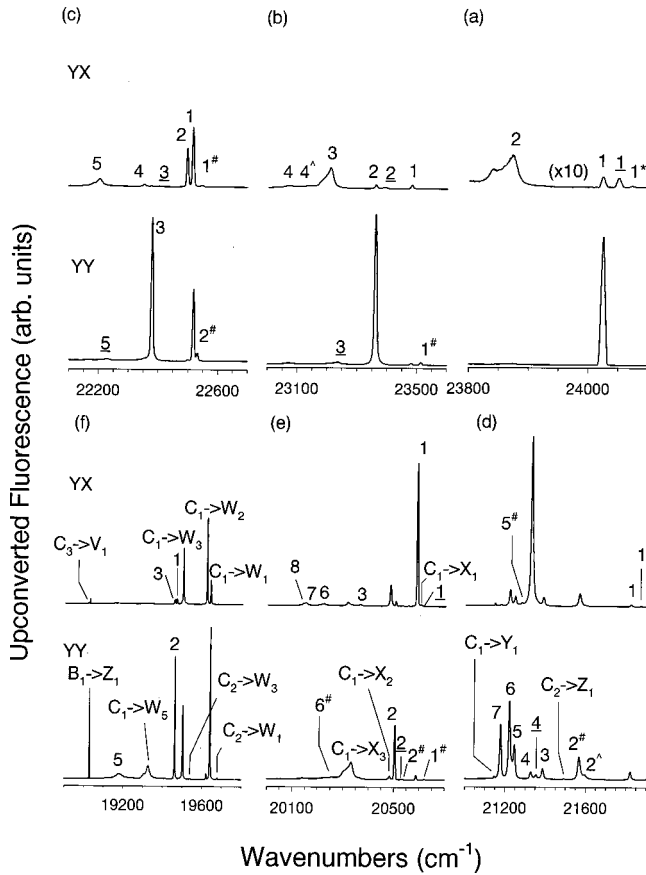 (c) (b) (a)
YX
5 4 <u>3</u> 2 1 1# 4 4^ 3 2 <u>2</u> 1 2 (x10) 1 <u>1</u> 1*
YY
<u>5</u> 3 2# <u>3</u> 1#
22200 22600 23100 23500 23800 24000
(f) (e) (d)
YX
C₃->V₁ 3 1 C₁->W₃ C₁->W₂ C₁->W₁
8 7 6 3 1 C₁->X₁ <u>1</u>
5# 1 1
YY
B₁->Z₁ C₁->W₅ 5 2 C₂->W₃ C₂->W₁
6# C₁->X₃ C₁->X₂ 2 <u>2</u> 2# 1#
C₁->Y₁ 7 6 5 4 <u>4</u> 3 C₂->Z₁ 2# 2^
19200 19600 20100 20500 21200 21600
Wavenumbers (cm⁻¹)
Upconverted Fluorescence (arb. units)